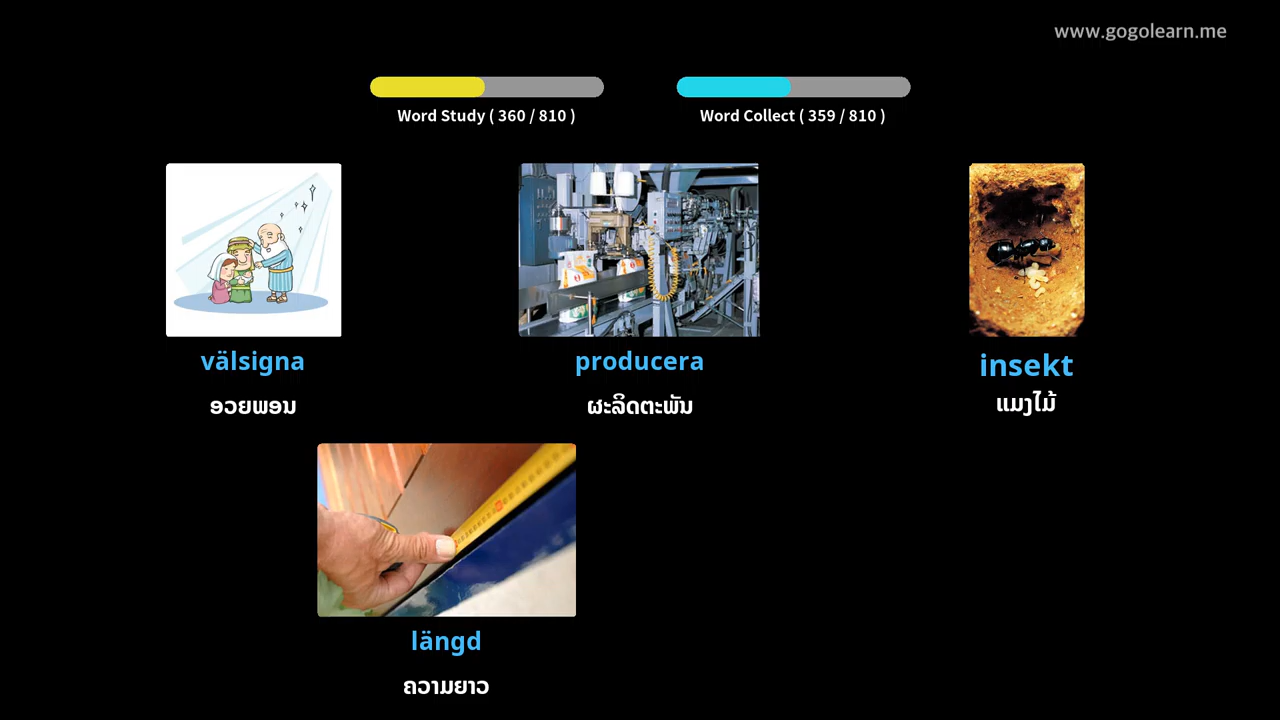 www.gogolearn.me
Word Study ( 360 / 810 )
Word Collect ( 359 / 810 )
välsigna
ອວຍພອນ
producera
ຜະລິດຕະພັນ
insekt
ແມງໄມ້
längd
ຄວາມຍາວ